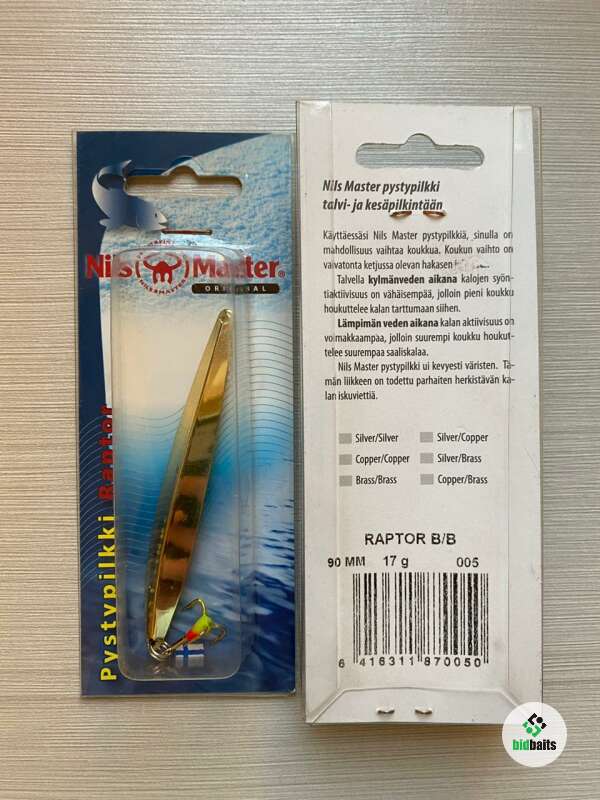 Nils Master®
NILSMASTER
ORIGINAL
Pystypilkki Raptor
Nils Master pystypilkki
talvi- ja kesäpilkintään
Käyttäessäsi Nils Master pystypilkkiä, sinulla on
mahdollisuus vaihtaa koukkua. Koukun vaihto on
vaivatonta ketjussa olevan hakasen
Talvella kylmänveden aikana kalojen syön-
tiaktiivisuus on vähäisempää, jolloin pieni koukku
houkuttelee kalan tarttumaan siihen.
Lämpimän veden aikana kalan aktiivisuus on
voimakkaampaa, jolloin suurempi koukku houkut-
telee suurempaa saaliskalaa.
Nils Master pystypilkki ui kevyesti väristen. Tä-
män liikkeen on todettu parhaiten herkistävän ka-
lan iskuviettiä.
Silver/Silver Silver/Copper
Copper/Copper Silver/Brass
Brass/Brass Copper/Brass
RAPTOR B/B
90 MM 17 g 005
6 416311 870050
bidbaits